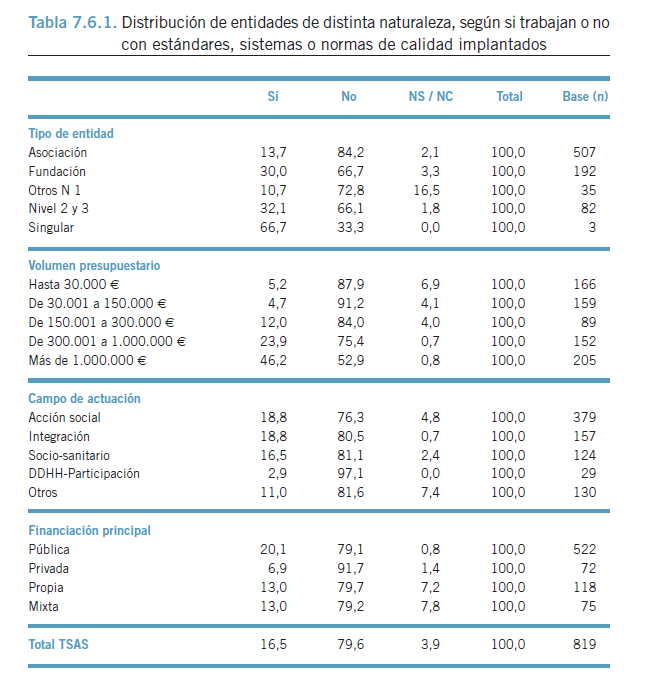 Tabla 7.6.1. Distribución de entidades de distinta naturaleza, según si trabajan o no
con estándares, sistemas o normas de calidad implantados
Sí No NS / NC Total Base (n)
Tipo de entidad
Asociación 13,7 84,2 2,1 100,0 507
Fundación 30,0 66,7 3,3 100,0 192
Otros N 1 10,7 72,8 16,5 100,0 35
Nivel 2 y 3 32,1 66,1 1,8 100,0 82
Singular 66,7 33,3 0,0 100,0 3
Volumen presupuestario
Hasta 30.000 € 5,2 87,9 6,9 100,0 166
De 30.001 a 150.000 € 4,7 91,2 4,1 100,0 159
De 150.001 a 300.000 € 12,0 84,0 4,0 100,0 89
De 300.001 a 1.000.000 € 23,9 75,4 0,7 100,0 152
Más de 1.000.000 € 46,2 52,9 0,8 100,0 205
Campo de actuación
Acción social 18,8 76,3 4,8 100,0 379
Integración 18,8 80,5 0,7 100,0 157
Socio-sanitario 16,5 81,1 2,4 100,0 124
DDHH-Participación 2,9 97,1 0,0 100,0 29
Otros 11,0 81,6 7,4 100,0 130
Financiación principal
Pública 20,1 79,1 0,8 100,0 522
Privada 6,9 91,7 1,4 100,0 72
Propia 13,0 79,7 7,2 100,0 118
Mixta 13,0 79,2 7,8 100,0 75
Total TSAS 16,5 79,6 3,9 100,0 819